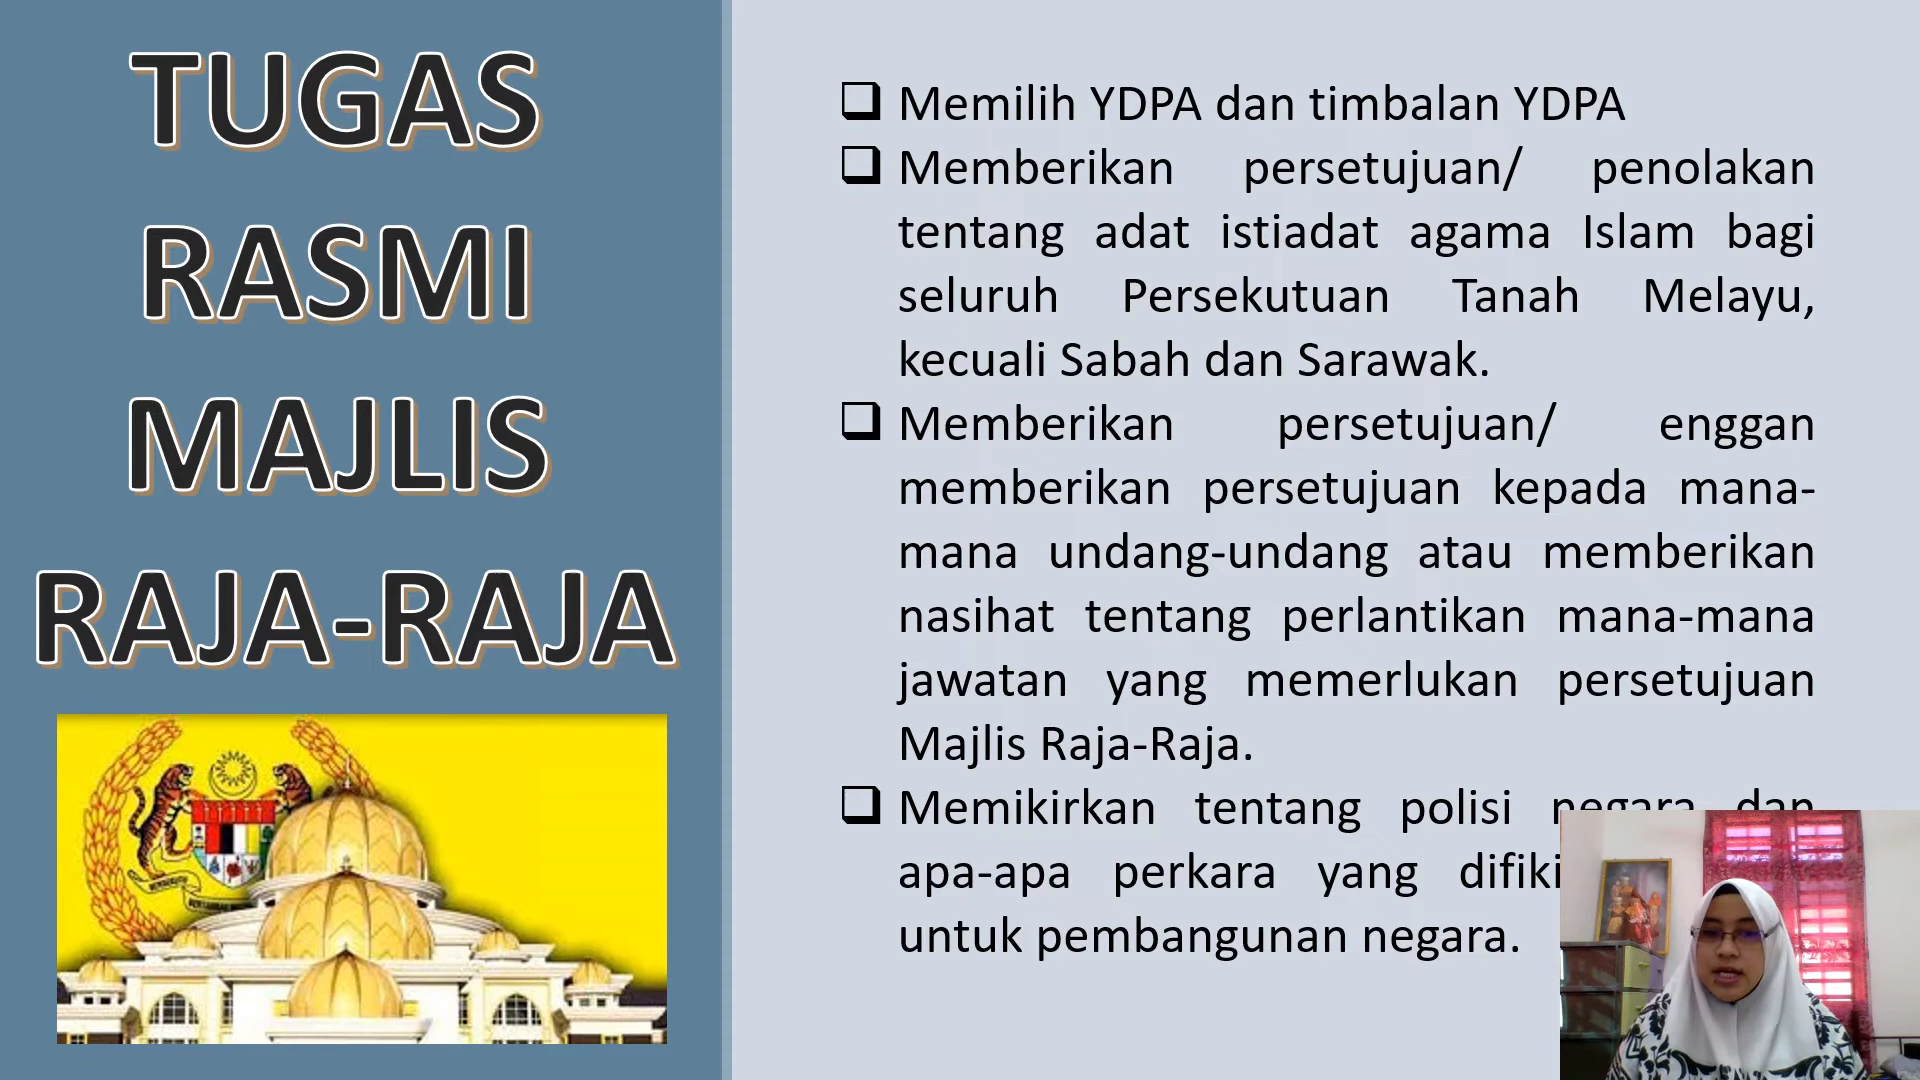 TUGAS
RASMI
MAJLIS
RAJA-RAJA
Memilih YDPA dan timbalan YDPA
Memberikan persetujuan/ penolakan
tentang adat istiadat agama Islam bagi
seluruh Persekutuan Tanah Melayu,
kecuali Sabah dan Sarawak.
Memberikan persetujuan/ enggan
memberikan persetujuan kepada mana-
mana undang-undang atau memberikan
nasihat tentang perlantikan mana-mana
jawatan yang memerlukan persetujuan
Majlis Raja-Raja.
Memikirkan tentang polisi negara dan
apa-apa perkara yang
untuk pembangunan negara.